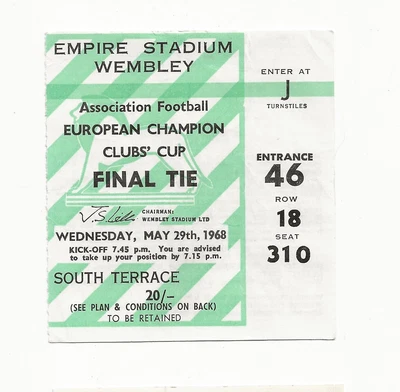 EMPIRE STADIUM
WEMBLEY
Association Football
EUROPEAN CHAMPION
CLUBS' CUP
FINAL TIE
CHAIRMAN:
WEMBLEY STADIUM LTD
WEDNESDAY, MAY 29th, 1968
KICK-OFF 7.45 p.m. You are advised
to take up your position by 7.15 p.m.
SOUTH TERRACE
20/-
(SEE PLAN & CONDITIONS ON BACK)
TO BE RETAINED
ENTER AT
J
TURNSTILES
ENTRANCE
46
ROW
18
SEAT
310